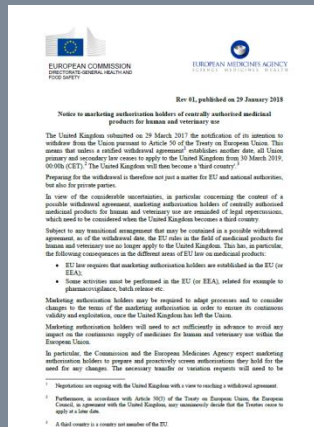 EUROPEAN COMMISSION
DIRECTORATE-GENERAL HEALTH AND
FOOD SAFETY
EUROPEAN MEDICINES AGENCY
SCIENCE MEDICINES HEALTH
Rev 01, published on 29 January 2018
Notice to marketing authorisation holders of centrally authorised medicinal
products for human and veterinary use
The United Kingdom submitted on 29 March 2017 the notification of its intention to
withdraw from the Union pursuant to Article 50 of the Treaty on European Union. This
means that unless a ratified withdrawal agreement¹ establishes another date, all Union
primary and secondary law ceases to apply to the United Kingdom from 30 March 2019,
00:00h (CET).² The United Kingdom will then become a 'third country'.³
Preparing for the withdrawal is therefore not just a matter for EU and national authorities,
but also for private parties.
In view of the considerable uncertainties, in particular concerning the content of a
possible withdrawal agreement, marketing authorisation holders of centrally authorised
medicinal products for human and veterinary use are reminded of legal repercussions,
which need to be considered when the United Kingdom becomes a third country.
Subject to any transitional arrangement that may be contained in a possible withdrawal
agreement, as of the withdrawal date, the EU rules in the field of medicinal products for
human and veterinary use no longer apply to the United Kingdom. This has, in particular,
the following consequences in the different areas of EU law on medicinal products:
• EU law requires that marketing authorisation holders are established in the EU (or
EEA);
• Some activities must be performed in the EU (or EEA), related for example to
pharmacovigilance, batch release etc.
Marketing authorisation holders may be required to adapt processes and to consider
changes to the terms of the marketing authorisation in order to ensure its continuous
validity and exploitation, once the United Kingdom has left the Union.
Marketing authorisation holders will need to act sufficiently in advance to avoid any
impact on the continuous supply of medicines for human and veterinary use within the
European Union.
In particular, the Commission and the European Medicines Agency expect marketing
authorisation holders to prepare and proactively screen authorisations they hold for the
need for any changes. The necessary transfer or variation requests will need to be
¹ Negotiations are ongoing with the United Kingdom with a view to reaching a withdrawal agreement.
² Furthermore, in accordance with Article 50(3) of the Treaty on European Union, the European
Council, in agreement with the United Kingdom, may unanimously decide that the Treaties cease to
apply at a later date.
³ A third country is a country not member of the EU.